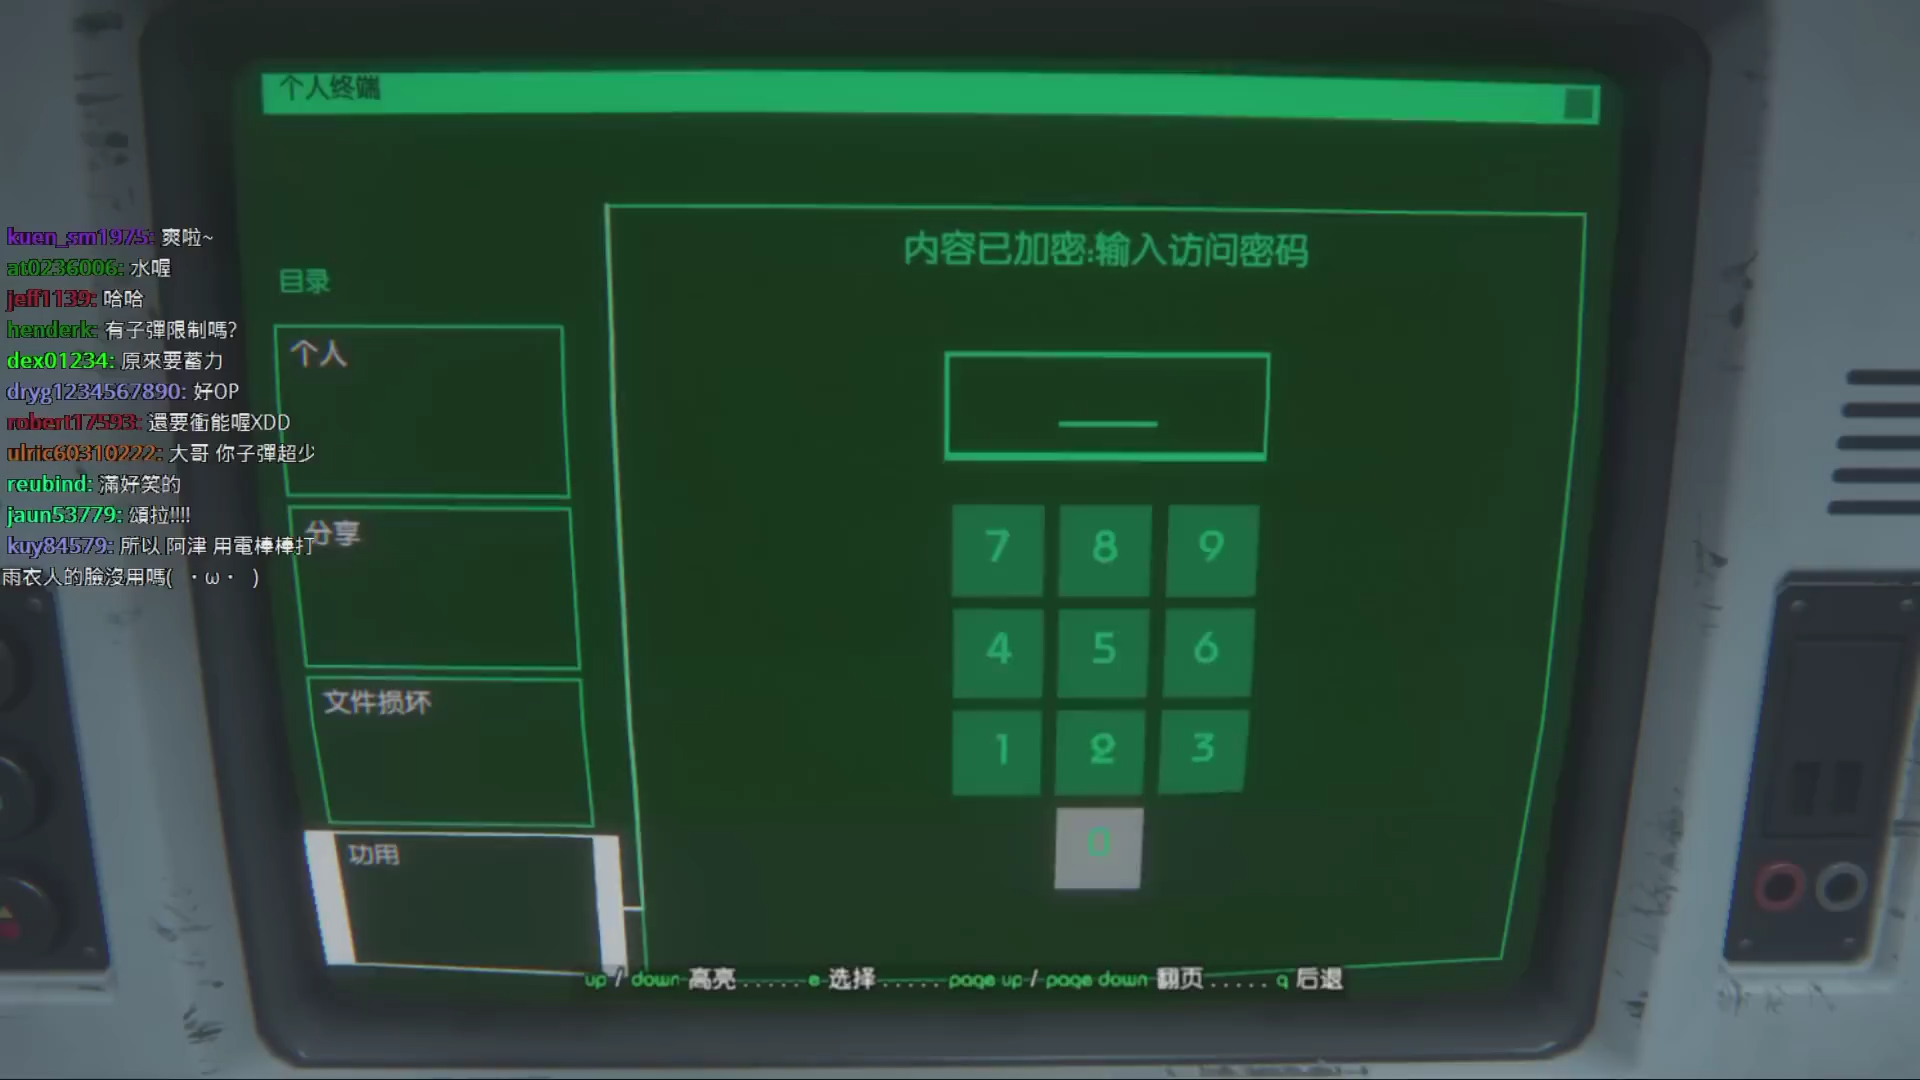 个人终端
目录
个人
分享
文件损坏
功用
内容已加密:输入访问密码
7 8 9
4 5 6
1 2 3
0
up / down 高亮.....e 选择.....page up / page down 翻页.....q 后退
kuen_sm1975: 爽啦~
at0236006: 水喔
jeff1139: 哈哈
henderk: 有子彈限制嗎?
dex01234: 原來要蓄力
dryg1234567890: 好OP
robert17593: 還要衝能喔XDD
ulric60310222: 大哥 你子彈超少
reubind: 滿好笑的
jaun53779: 頌拉!!!!
kuy84579: 所以 阿津 用電棒棒打
雨衣人的臉沒用嗎( ・ω・ )